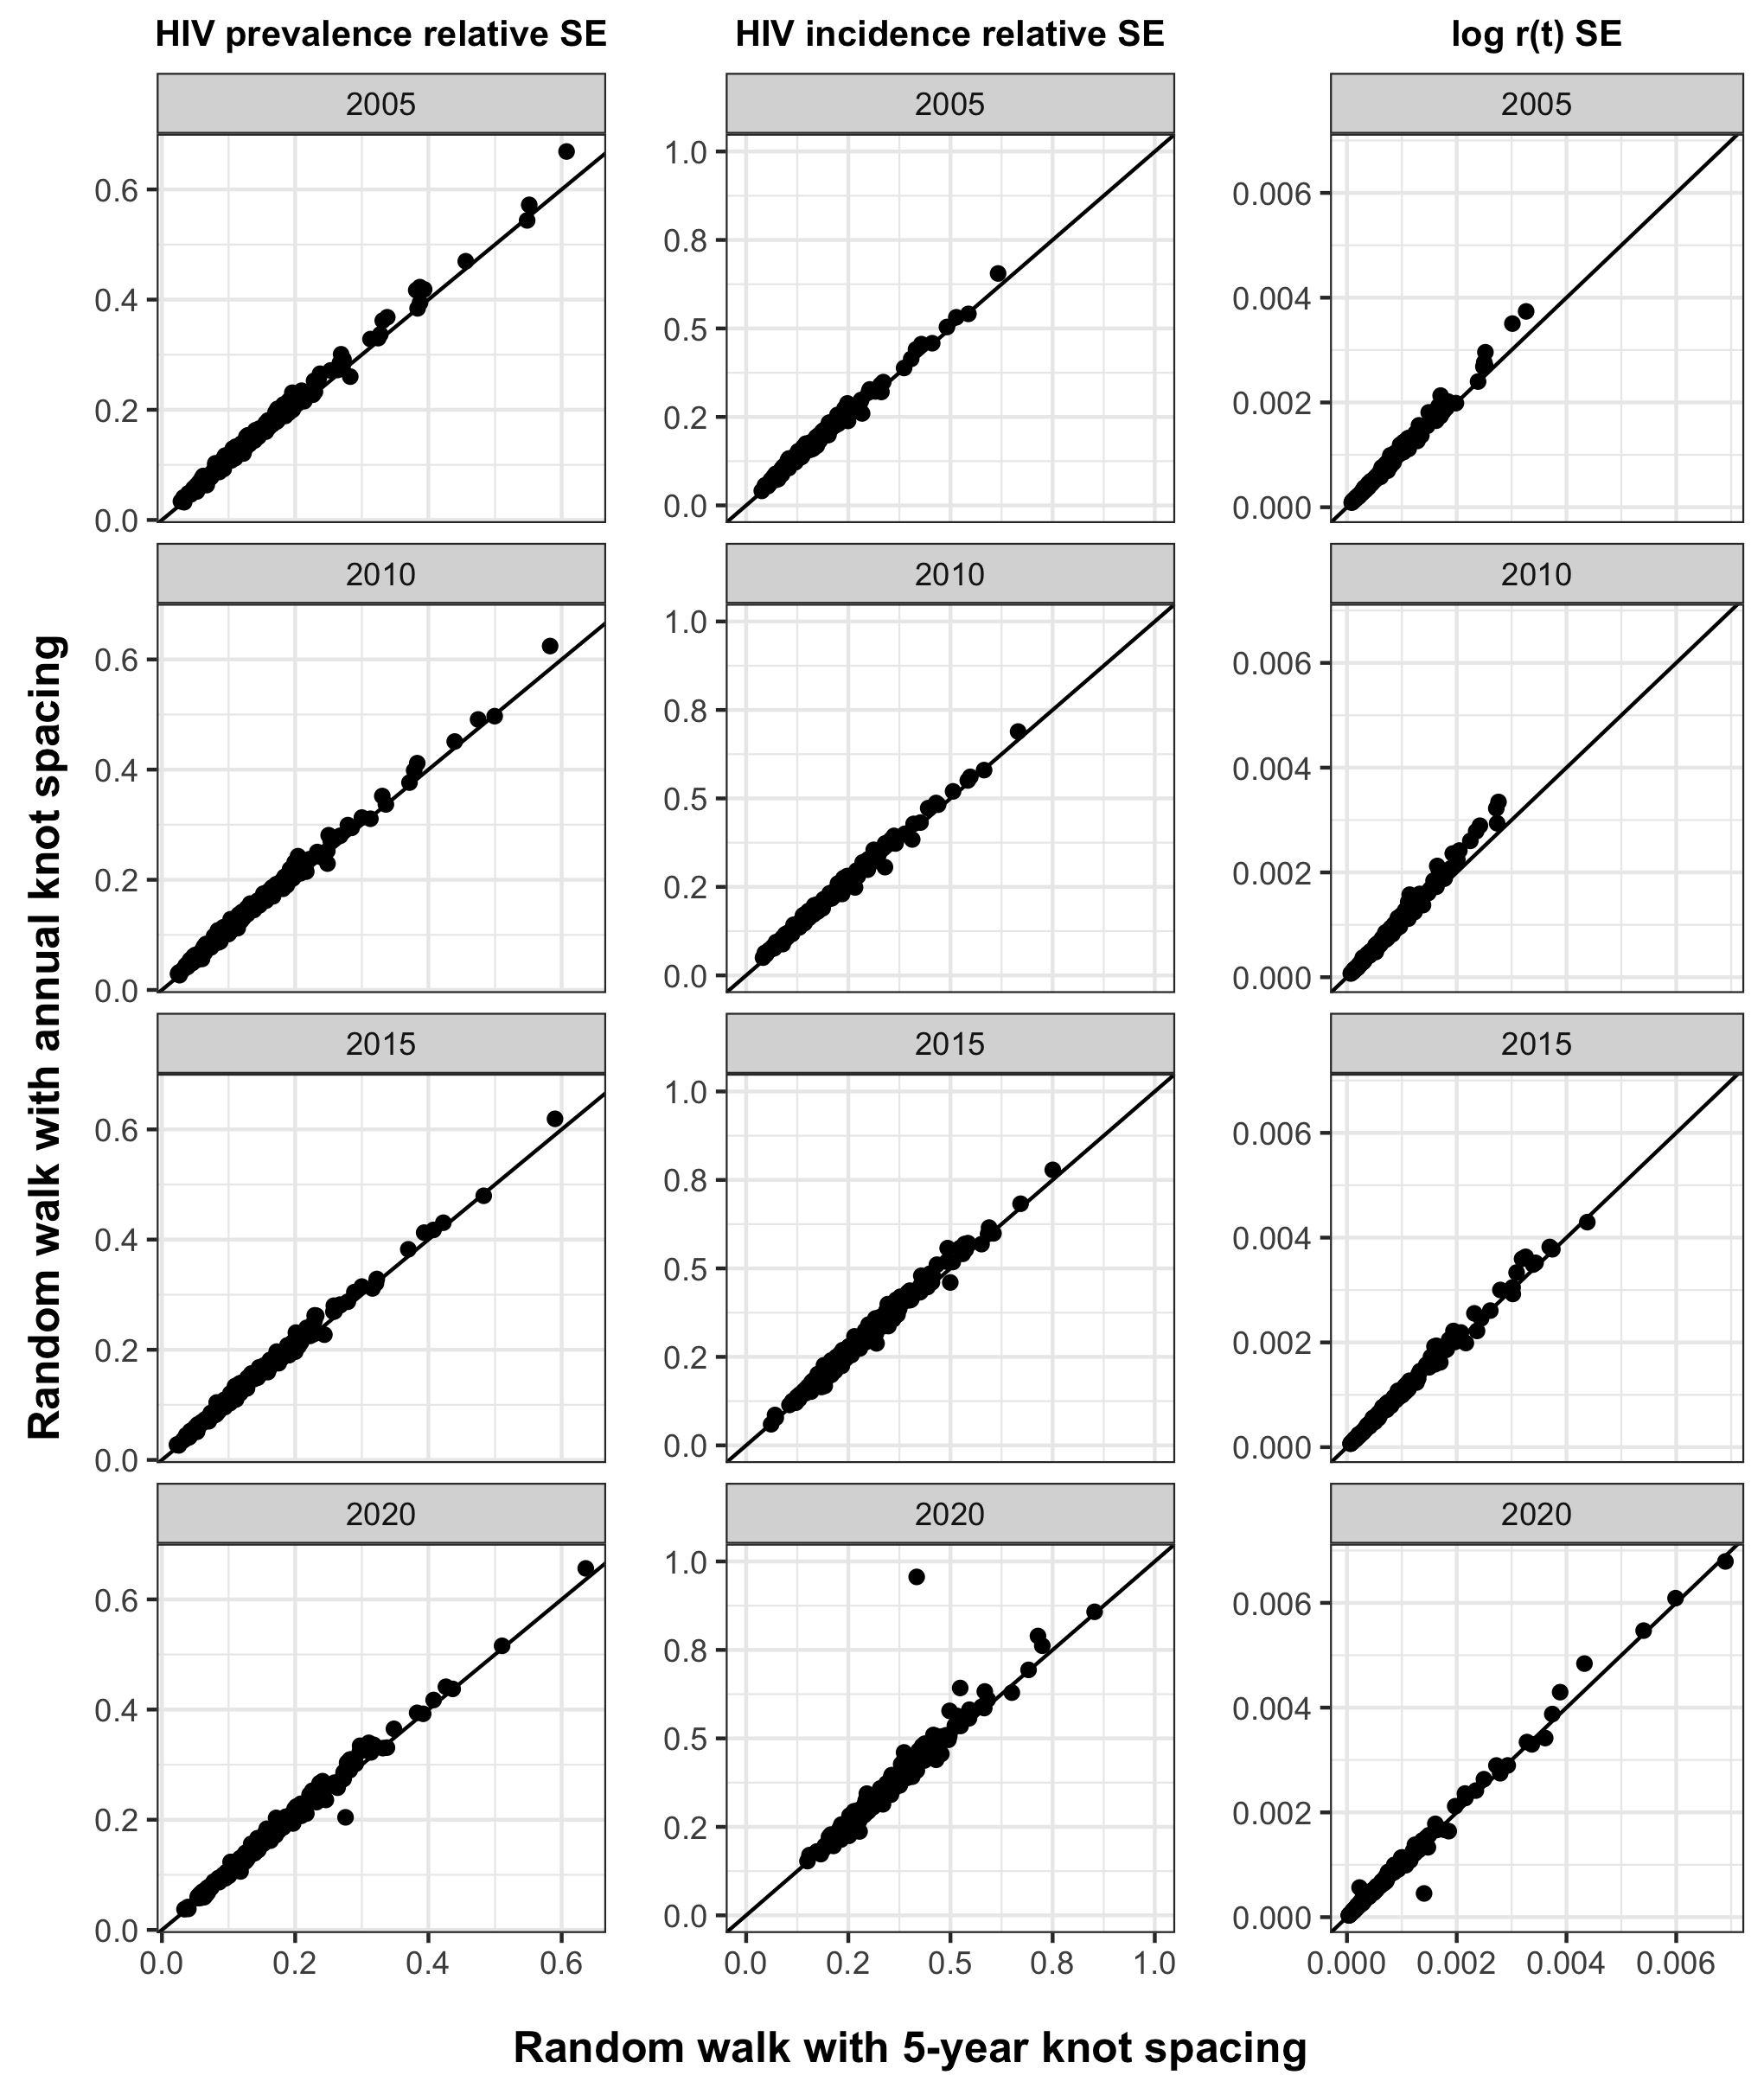 HIV prevalence relative SE HIV incidence relative SE log r(t) SE
2005 2005 2005
0.6 1.0 0.006
0.4 0.8 0.004
0.2 0.5 0.002
0.0 0.2 0.000
0.0
2010 2010 2010
0.6 1.0 0.006
0.4 0.8 0.004
0.2 0.5 0.002
0.0 0.2 0.000
0.0
Random walk with annual knot spacing
2015 2015 2015
0.6 1.0 0.006
0.4 0.8 0.004
0.2 0.5 0.002
0.0 0.2 0.000
0.0
2020 2020 2020
0.6 1.0 0.006
0.4 0.8 0.004
0.2 0.5 0.002
0.0 0.2 0.000
0.0
0.0 0.2 0.4 0.6 0.0 0.2 0.5 0.8 1.0 0.000 0.002 0.004 0.006
Random walk with 5-year knot spacing